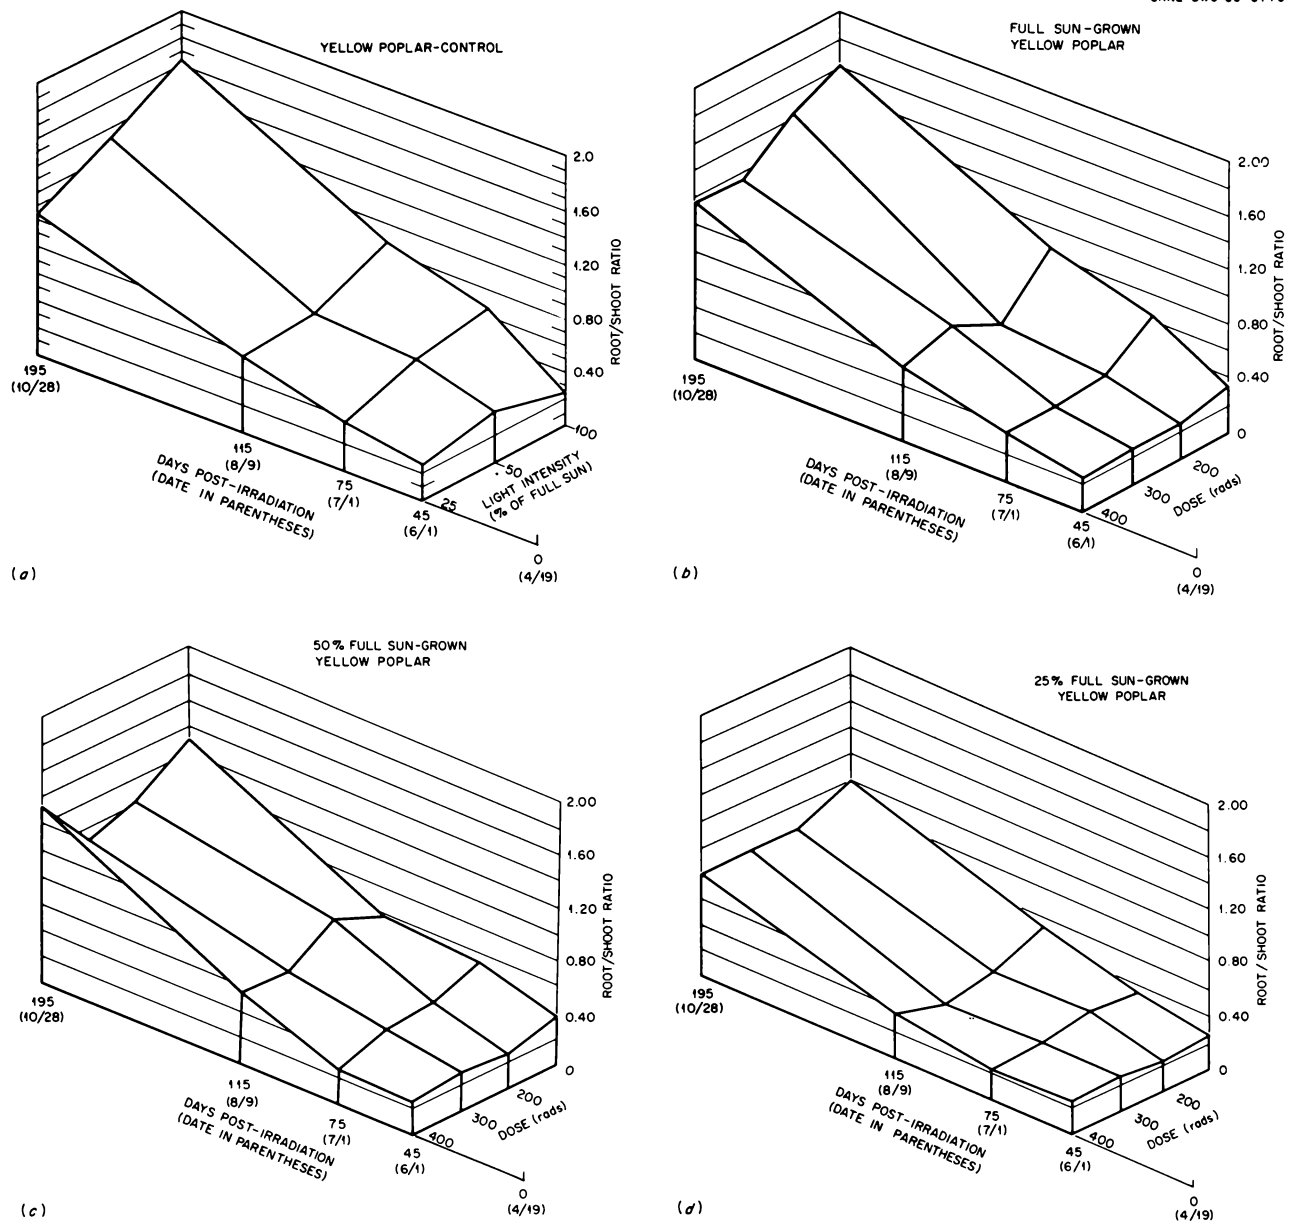 YELLOW POPLAR-CONTROL
2.0
1.60
1.20
0.80
0.40
ROOT/SHOOT RATIO
195
(10/28)
115
(8/9)
75
(7/1)
45
(6/1)
0
(4/19)
DAYS POST-IRRADIATION
(DATE IN PARENTHESES)
25
50
100
LIGHT INTENSITY
(% OF FULL SUN)
(a)
FULL SUN-GROWN
YELLOW POPLAR
2.00
1.60
1.20
0.80
0.40
0
ROOT/SHOOT RATIO
195
(10/28)
115
(8/9)
75
(7/1)
45
(6/1)
0
(4/19)
DAYS POST-IRRADIATION
(DATE IN PARENTHESES)
400
300
200
DOSE (rads)
(b)
50% FULL SUN-GROWN
YELLOW POPLAR
2.00
1.60
1.20
0.80
0.40
0
ROOT/SHOOT RATIO
195
(10/28)
115
(8/9)
75
(7/1)
45
(6/1)
0
(4/19)
DAYS POST-IRRADIATION
(DATE IN PARENTHESES)
400
300
200
DOSE (rads)
(c)
25% FULL SUN-GROWN
YELLOW POPLAR
2.00
1.60
1.20
0.80
0.40
0
ROOT/SHOOT RATIO
195
(10/28)
115
(8/9)
75
(7/1)
45
(6/1)
0
(4/19)
DAYS POST-IRRADIATION
(DATE IN PARENTHESES)
400
300
200
DOSE (rads)
(d)